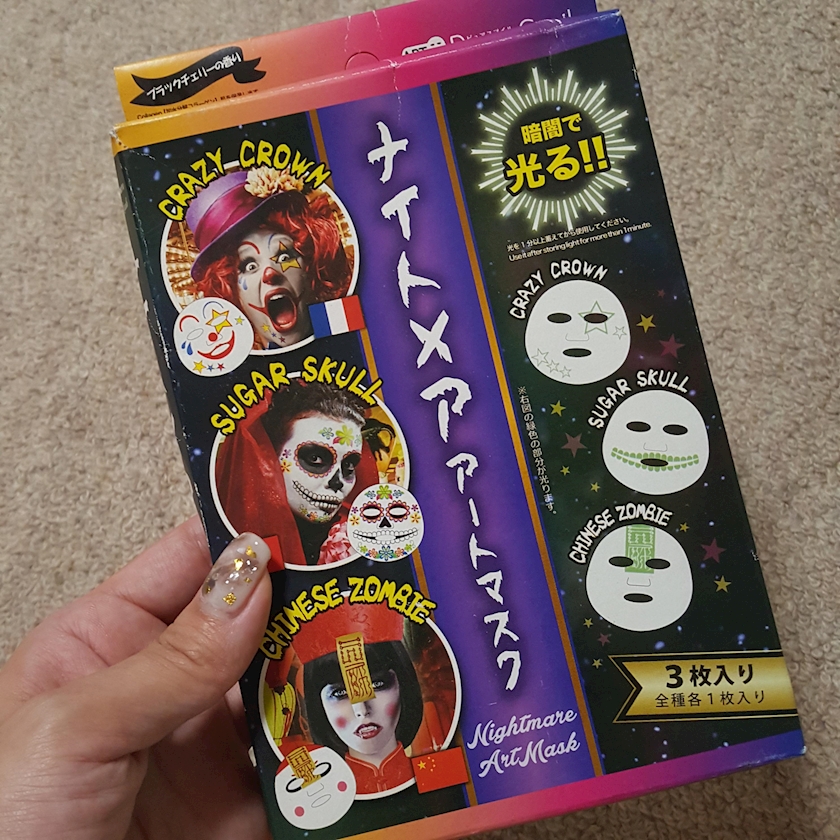 ブラックチェリーの香り
CRAZY CROWN
SUGAR SKULL
CHINESE ZOMBIE
ナイトメア アートマスク
Nightmare
Art Mask
暗闇で
光る!!
光を1分以上蓄えてから使用してください。
Use it after storing light for more than 1 minute.
CRAZY CROWN
SUGAR SKULL
CHINESE ZOMBIE
※右図の緑色の部分が光ります。
3枚入り
全種各1枚入り